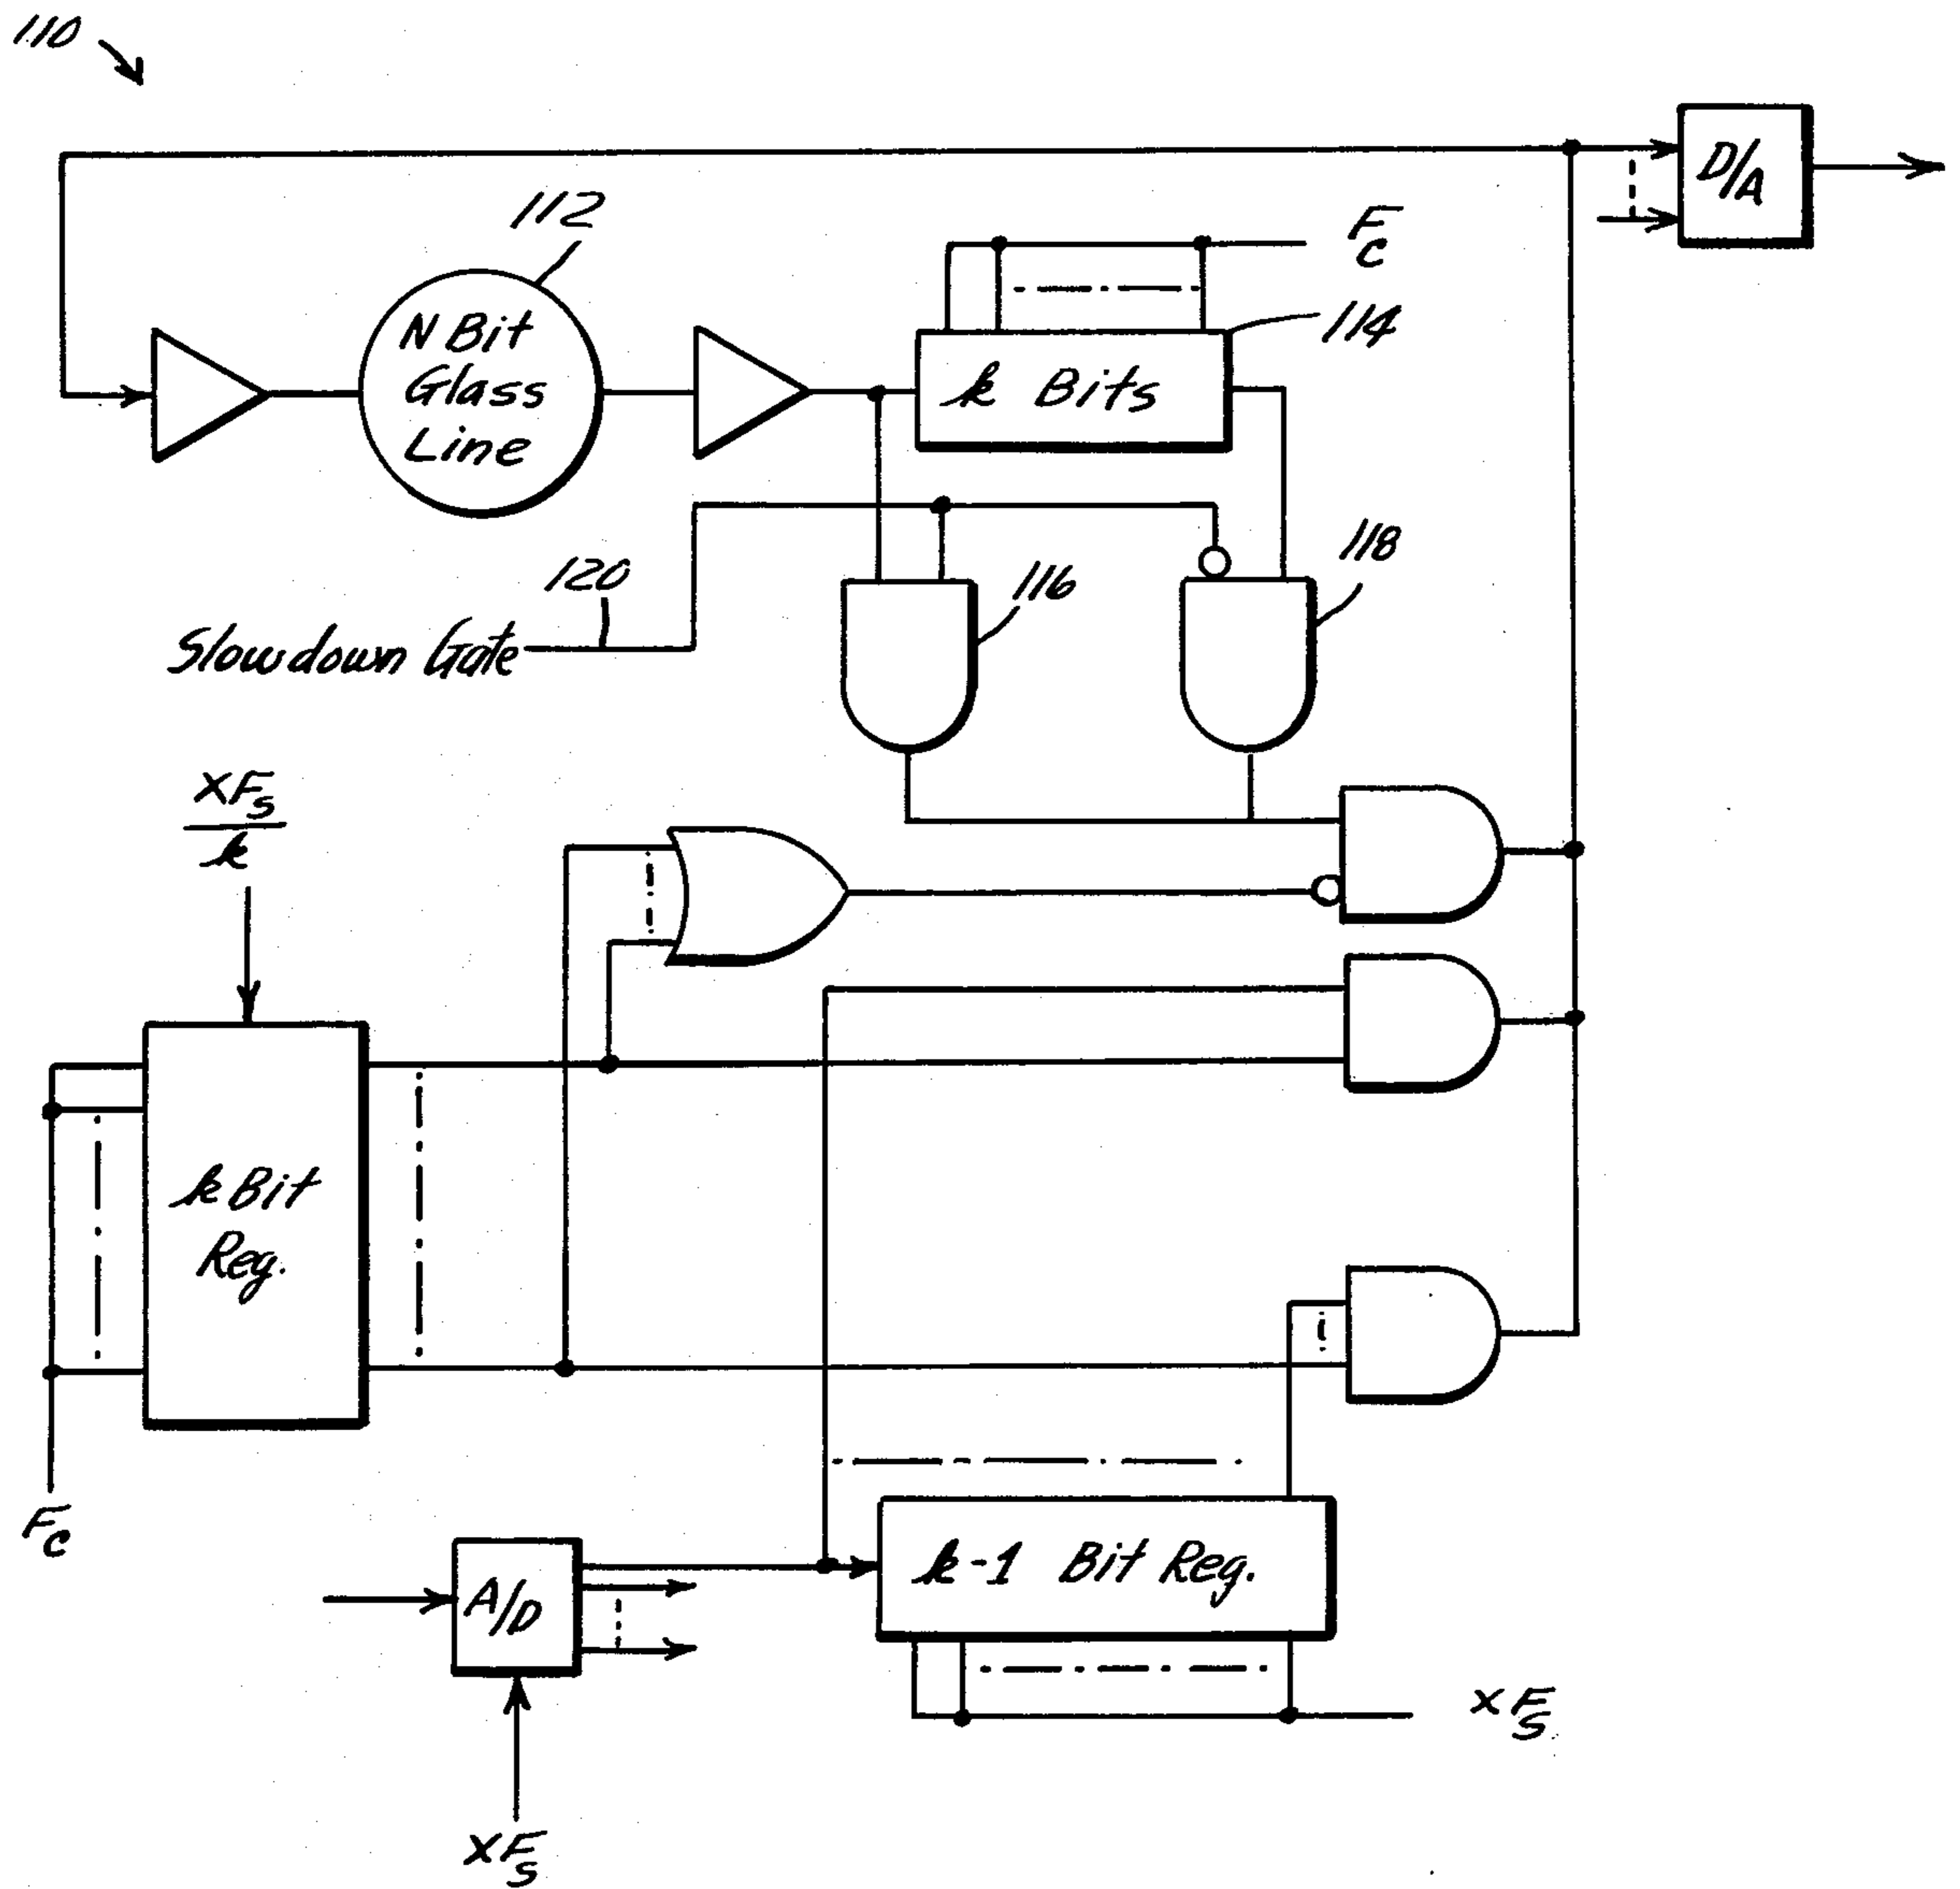 110
D/A
112
F
C
N Bit
Glass
Line
114
k Bits
118
120
116
Slowdown Gate
XFs
k
k Bit
Reg.
Fc
A/D
k-1 Bit Reg.
XFs
XFs